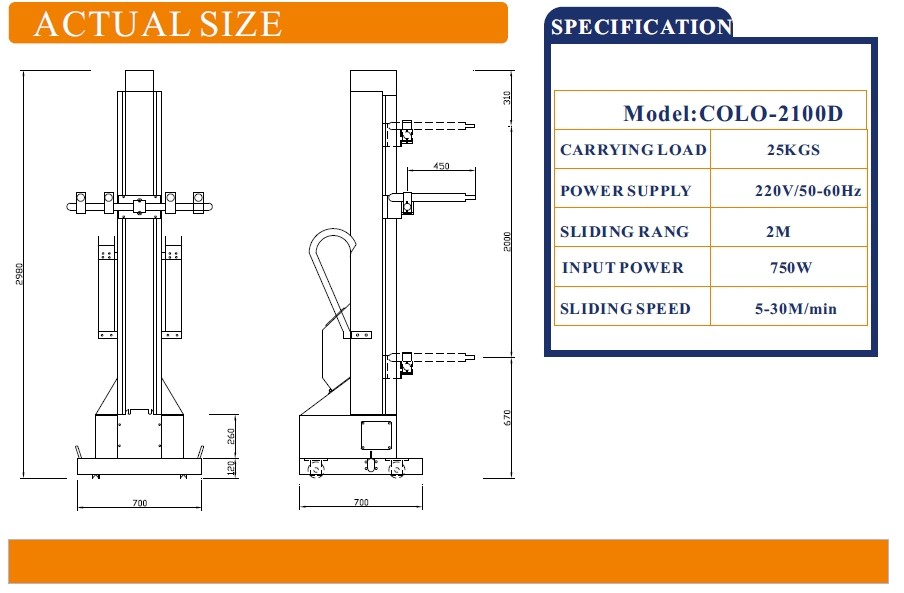 ACTUAL SIZE
SPECIFICATION
Model:COLO-2100D
CARRYING LOAD 25KGS
POWER SUPPLY 220V/50-60Hz
SLIDING RANG 2M
INPUT POWER 750W
SLIDING SPEED 5-30M/min
2980
260
120
700
450
310
2000
670
700